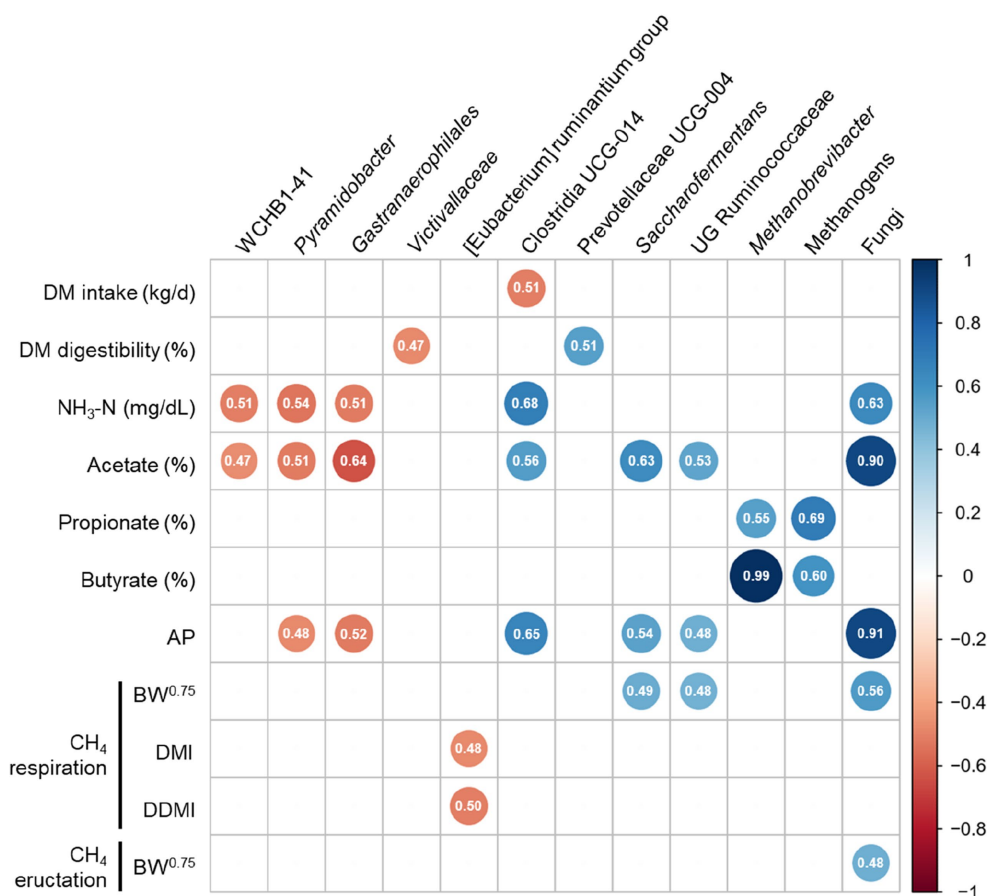 WCHB1-41
Pyramidobacter
Gastranaerophilales
Victivallaceae
[Eubacterium] ruminantium group
Clostridia UCG-014
Prevotellaceae UCG-004
Saccrofermentans
UG Ruminococcaceae
Methanobrevibacter
Methanogens
Fungi
DM intake (kg/d) 0.51
DM digestibility (%) 0.47 0.51
NH3-N (mg/dL) 0.51 0.54 0.51 0.68 0.63
Acetate (%) 0.47 0.51 0.64 0.56 0.63 0.53 0.90
Propionate (%) 0.55 0.69
Butyrate (%) 0.99 0.60
AP 0.48 0.52 0.65 0.54 0.48 0.91
CH4 respiration
BW0.75 0.49 0.48 0.56
DMI 0.48
DDMI 0.50
CH4 eructation
BW0.75 0.48
1
0.8
0.6
0.4
0.2
0
−0.2
−0.4
−0.6
−0.8
−1